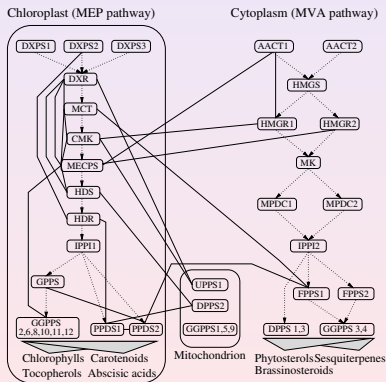 Chloroplast (MEP pathway)
Cytoplasm (MVA pathway)
DXPS1 DXPS2 DXPS3
AACT1 AACT2
DXR
HMGS
MCT
HMGR1 HMGR2
CMK
MK
MECPS
HDS
MPDC1 MPDC2
HDR
IPPI1
IPPI2
GPPS
UPPS1
FPPS1 FPPS2
DPPS2
GGPPS
2,6,8,10,11,12
PPDS1 PPDS2
GGPPS1,5,9
DPPS 1,3
GGPPS 3,4
Mitochondrion
Chlorophylls Carotenoids
Tocopherols Abscisic acids
Phytosterols Sesquiterpenes
Brassinosteroids